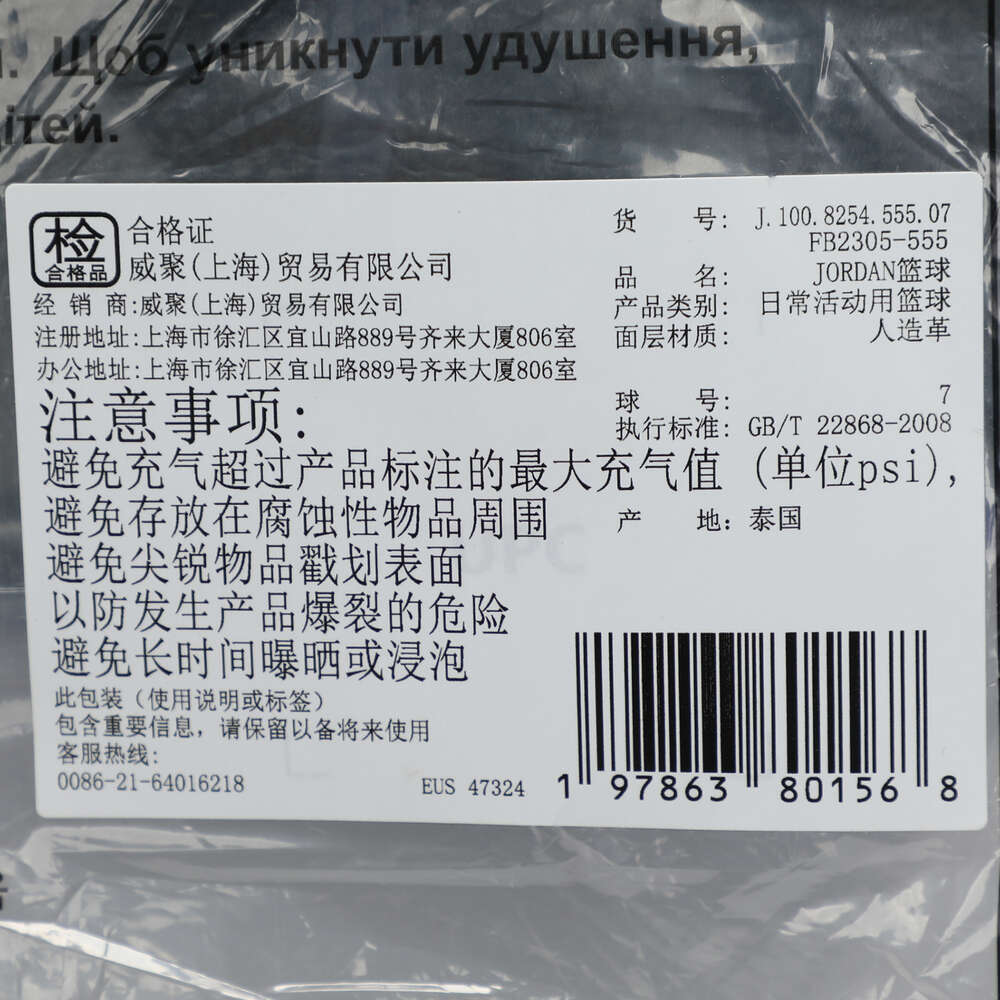 . Щоб уникнути удушення,
ітей.
检
合格品
合格证
威聚(上海)贸易有限公司
经 销 商:威聚(上海)贸易有限公司
注册地址:上海市徐汇区宜山路889号齐来大厦806室
办公地址:上海市徐汇区宜山路889号齐来大厦806室
货 号: J.100.8254.555.07
FB2305-555
品 名: JORDAN篮球
产品类别: 日常活动用篮球
面层材质: 人造革
球 号: 7
执行标准: GB/T 22868-2008
注意事项:
避免充气超过产品标注的最大充气值 (单位psi),
避免存放在腐蚀性物品周围
产 地: 泰国
避免尖锐物品戳划表面
以防发生产品爆裂的危险
避免长时间曝晒或浸泡
此包装（使用说明或标签）
包含重要信息，请保留以备将来使用
客服热线:
0086-21-64016218
EUS 47324
1 97863 80156 8